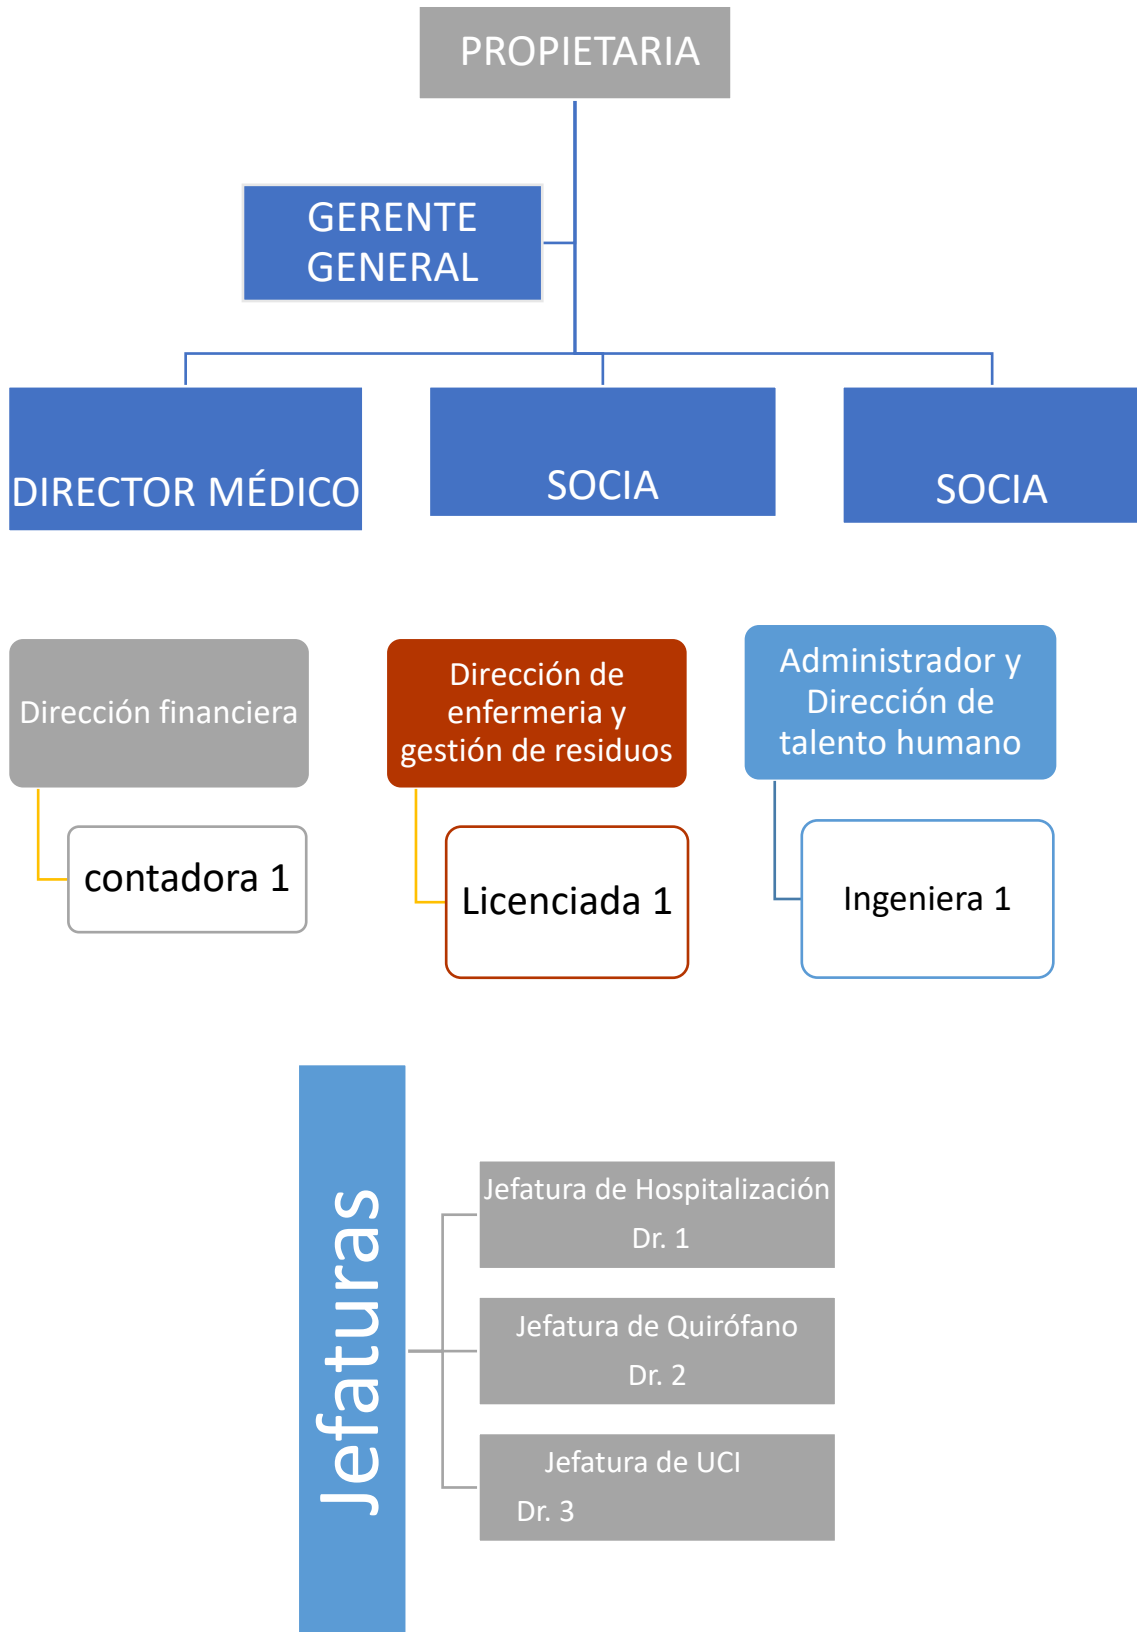 PROPIETARIA
GERENTE
GENERAL
DIRECTOR MÉDICO
SOCIA
SOCIA
Dirección financiera
contadora 1
Dirección de
enfermeria y
gestión de residuos
Licenciada 1
Administrador y
Dirección de
talento humano
Ingeniera 1
Jefaturas
Jefatura de Hospitalización
Dr. 1
Jefatura de Quirófano
Dr. 2
Jefatura de UCI
Dr. 3